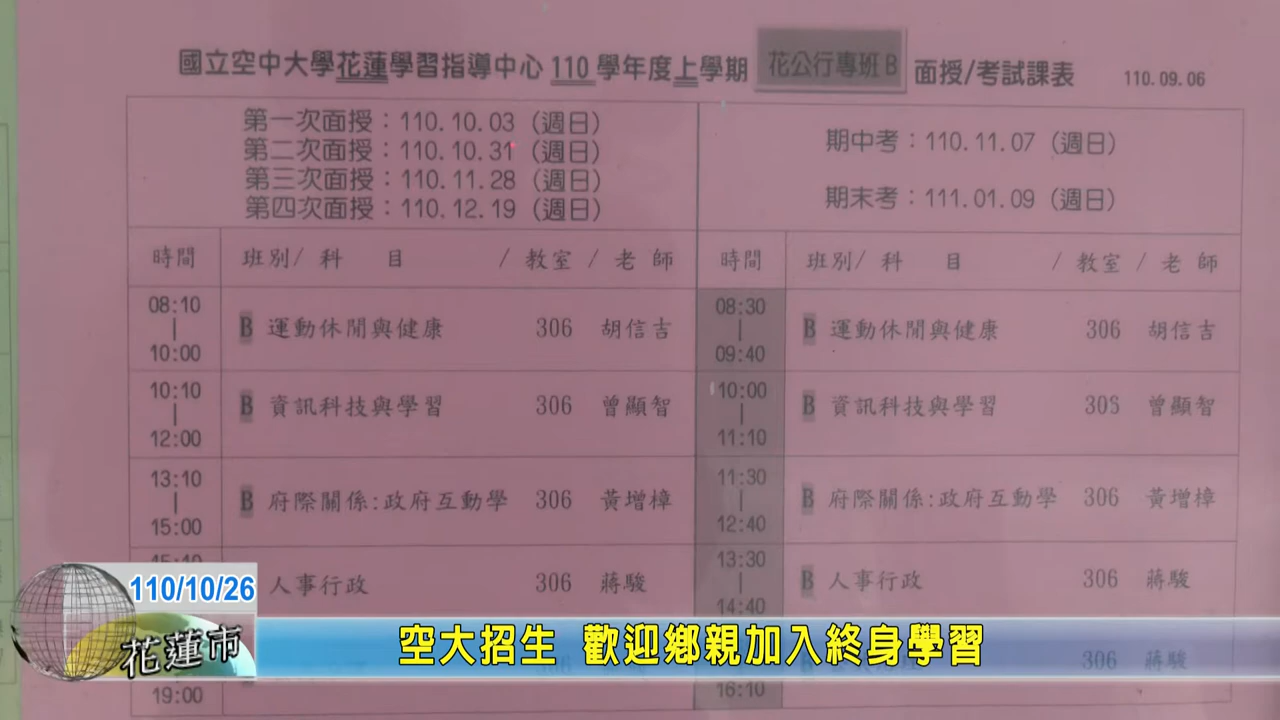 國立空中大學花蓮學習指導中心 110 學年度上學期 花公行專班 B 面授/考試課表 110.09.06
第一次面授：110.10.03 (週日)
第二次面授：110.10.31 (週日)
第三次面授：110.11.28 (週日)
第四次面授：110.12.19 (週日)
期中考：110.11.07 (週日)
期末考：111.01.09 (週日)
時間 班別/ 科 目 / 教室 / 老 師 時間 班別/ 科 目 / 教室 / 老 師
08:10 | 10:00 B 運動休閒與健康 306 胡信吉 08:30 | 09:40 B 運動休閒與健康 306 胡信吉
10:10 | 12:00 B 資訊科技與學習 306 曾顯智 10:00 | 11:10 B 資訊科技與學習 306 曾顯智
13:10 | 15:00 B 府際關係:政府互動學 306 黃增樟 11:30 | 12:40 B 府際關係:政府互動學 306 黃增樟
人事行政 306 蔣駿 13:30 | 14:40 B 人事行政 306 蔣駿
19:00 306 蔣駿 16:10
110/10/26
花蓮市
空大招生 歡迎鄉親加入終身學習